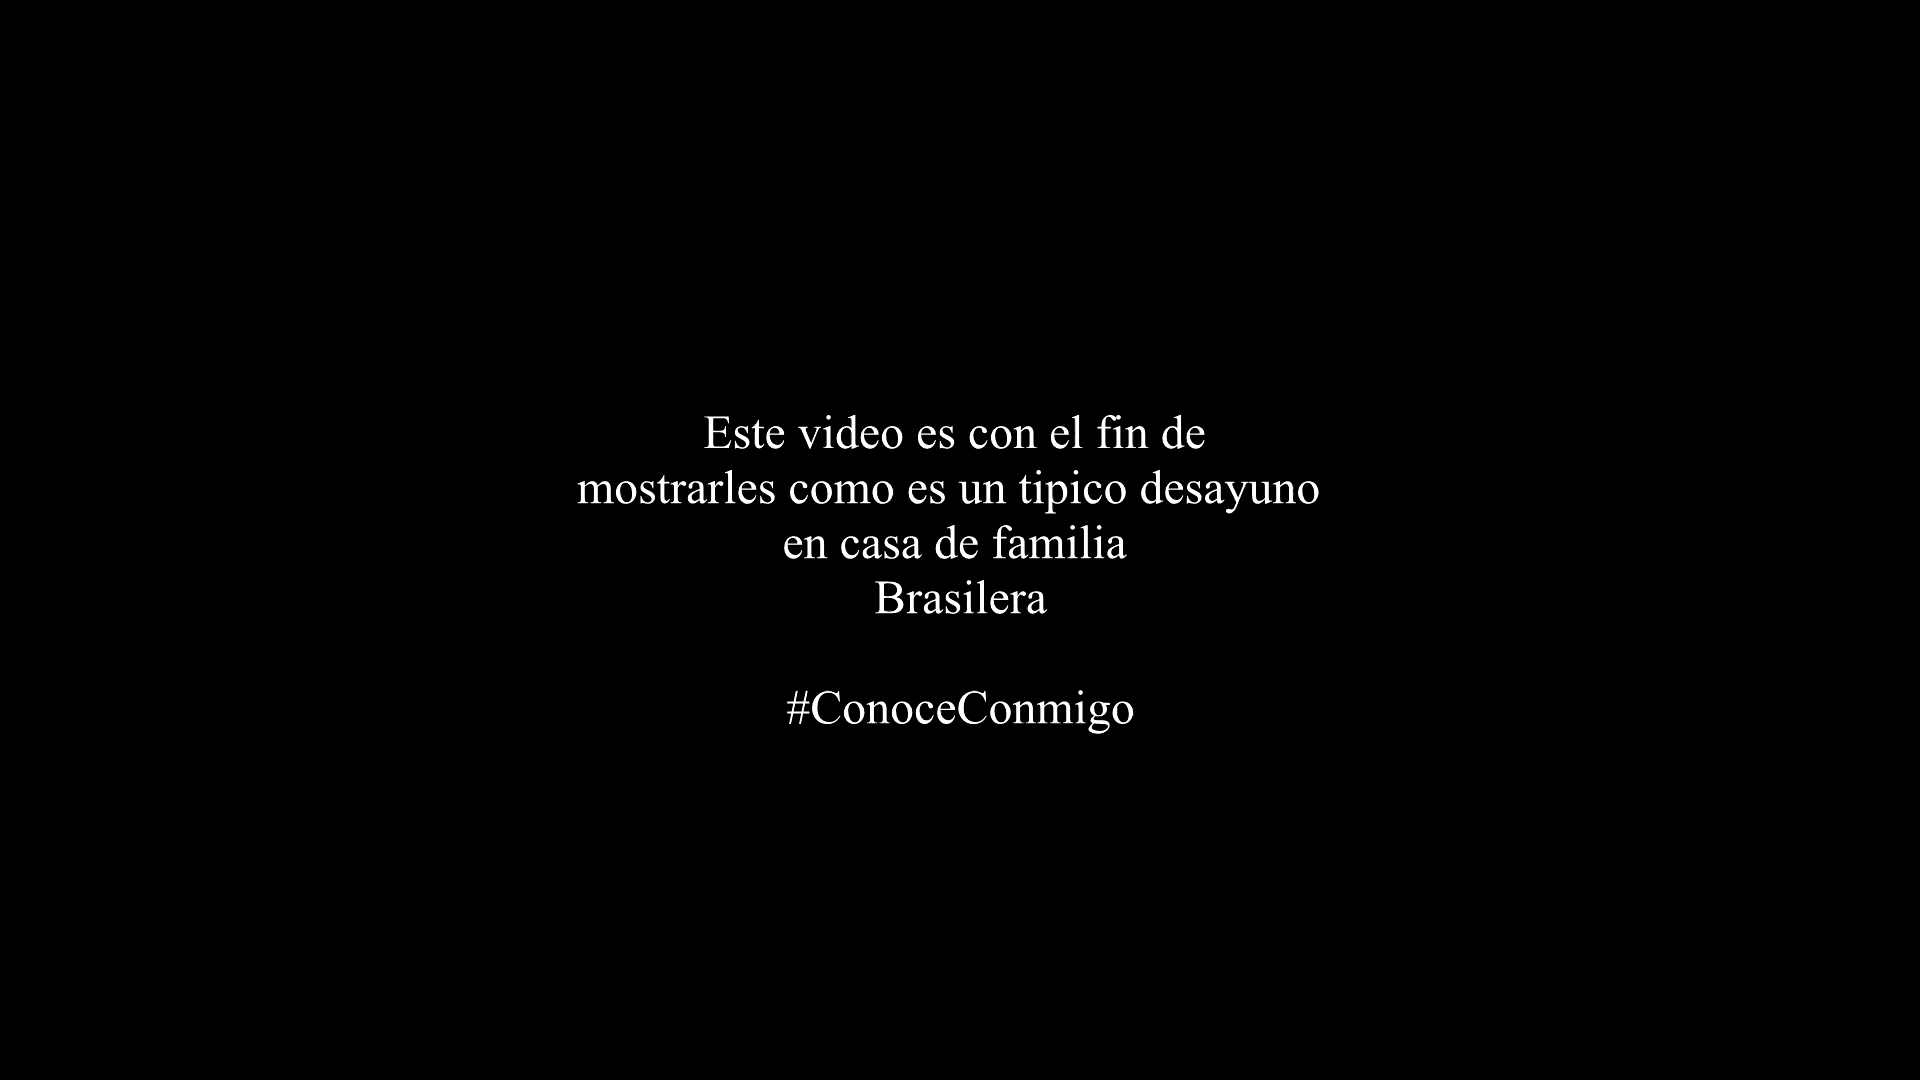 Este video es con el fin de
mostrarles como es un tipico desayuno
en casa de familia
Brasilera
#ConoceConmigo